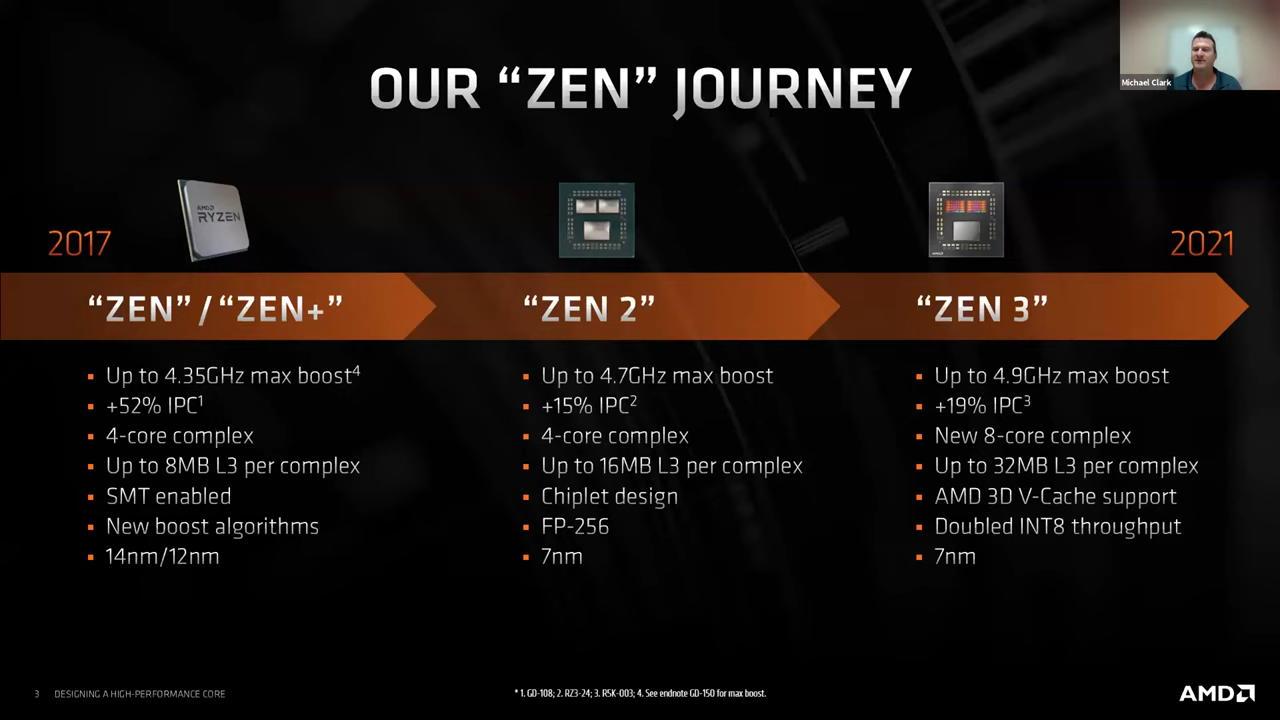 OUR “ZEN” JOURNEY
Michael Clark
AMD
RYZEN
2017
2021
“ZEN” / “ZEN+”
Up to 4.35GHz max boost⁴
+52% IPC¹
4-core complex
Up to 8MB L3 per complex
SMT enabled
New boost algorithms
14nm/12nm
“ZEN 2”
Up to 4.7GHz max boost
+15% IPC²
4-core complex
Up to 16MB L3 per complex
Chiplet design
FP-256
7nm
“ZEN 3”
Up to 4.9GHz max boost
+19% IPC³
New 8-core complex
Up to 32MB L3 per complex
AMD 3D V-Cache support
Doubled INT8 throughput
7nm
3 DESIGNING A HIGH-PERFORMANCE CORE
* 1. GD-108; 2. RZ3-24; 3. R5K-003; 4. See endnote GD-150 for max boost.
AMD